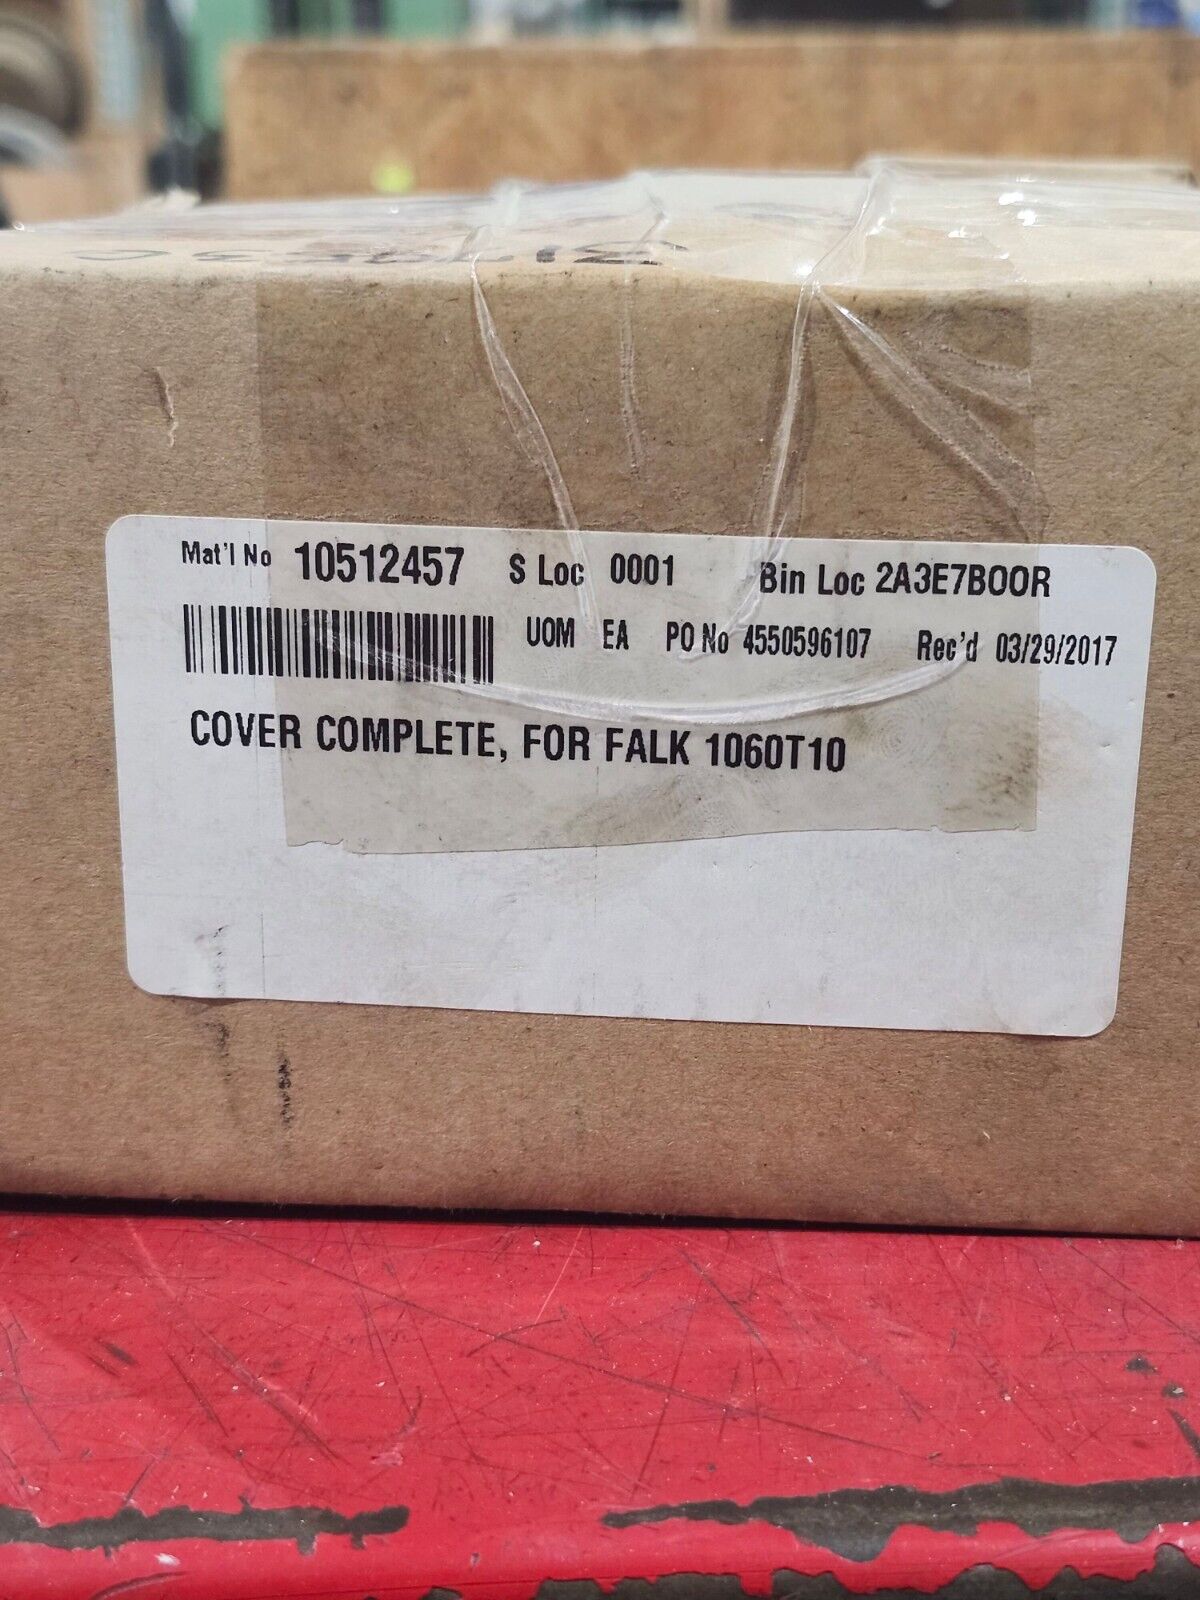 Mat'l No 10512457 S Loc 0001 Bin Loc 2A3E7B00R
UOM EA PO No 4550596107 Rec'd 03/29/2017
COVER COMPLETE, FOR FALK 1060T10